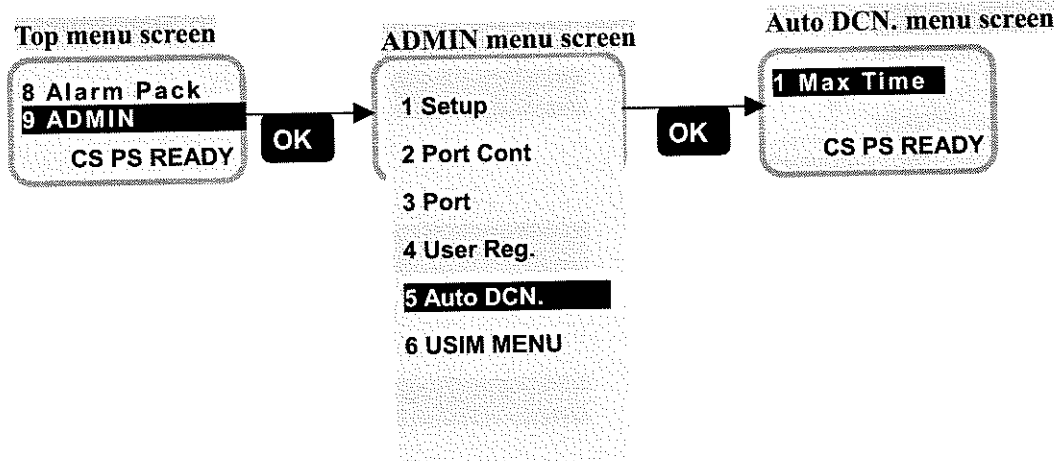 Top menu screen
8 Alarm Pack
9 ADMIN
CS PS READY
OK
ADMIN menu screen
1 Setup
2 Port Cont
3 Port
4 User Reg.
5 Auto DCN.
6 USIM MENU
OK
Auto DCN. menu screen
1 Max Time
CS PS READY